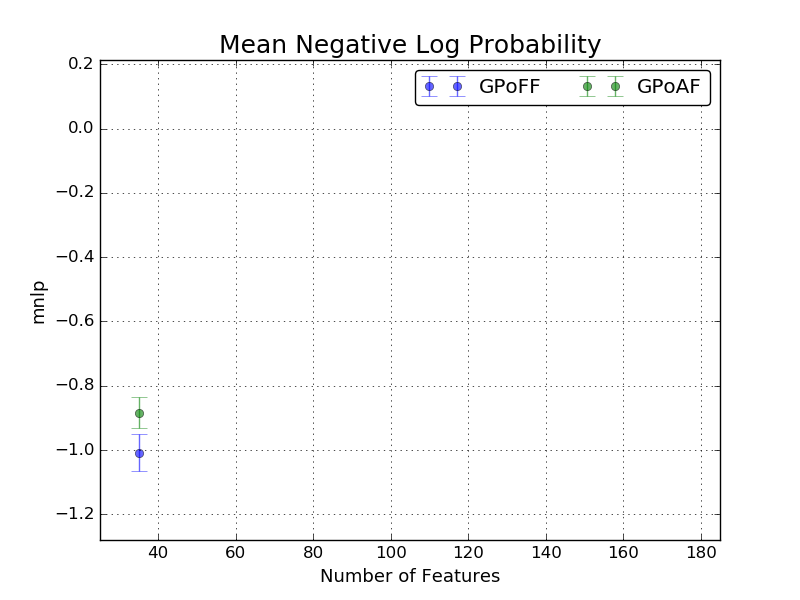 Mean Negative Log Probability
GPoFF GPoAF
0.2
0.0
−0.2
−0.4
−0.6
−0.8
−1.0
−1.2
mnlp
40 60 80 100 120 140 160 180
Number of Features